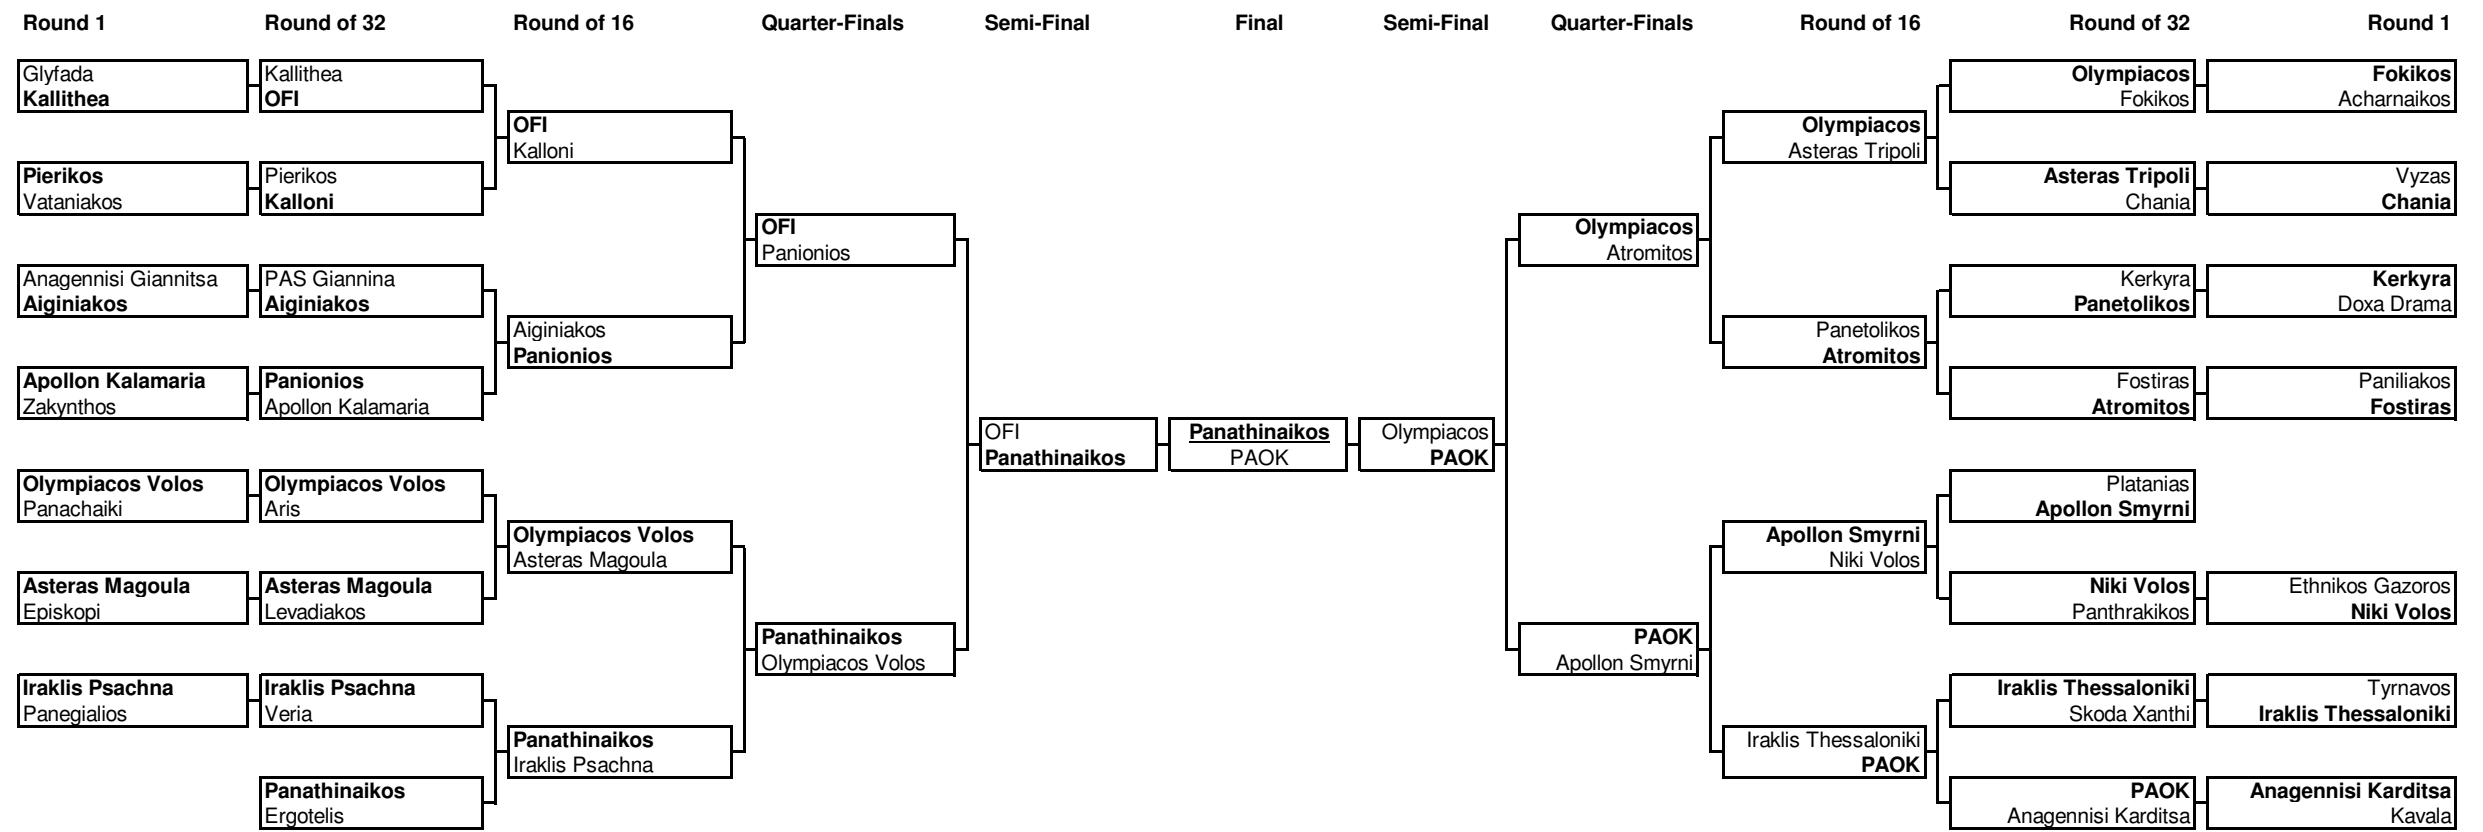 Round 1
Round of 32
Round of 16
Quarter-Finals
Semi-Final
Final
Semi-Final
Quarter-Finals
Round of 16
Round of 32
Round 1
Glyfada
Kallithea
Pierikos
Vataniakos
Anagennisi Giannitsa
Aiginiakos
Apollon Kalamaria
Zakynthos
Olympiacos Volos
Panachaiki
Asteras Magoula
Episkopi
Iraklis Psachna
Panegialios
Kallithea
OFI
Pierikos
Kalloni
PAS Giannina
Aiginiakos
Panionios
Apollon Kalamaria
Olympiacos Volos
Aris
Asteras Magoula
Levadiakos
Iraklis Psachna
Veria
Panathinaikos
Ergotelis
OFI
Kalloni
Aiginiakos
Panionios
Olympiacos Volos
Asteras Magoula
Panathinaikos
Iraklis Psachna
OFI
Panionios
Panathinaikos
Olympiacos Volos
OFI
Panathinaikos
Panathinaikos
PAOK
Olympiacos
PAOK
Olympiacos
Atromitos
PAOK
Apollon Smyrni
Olympiacos
Asteras Tripoli
Panetolikos
Atromitos
Apollon Smyrni
Niki Volos
Iraklis Thessaloniki
PAOK
Olympiacos
Fokikos
Asteras Tripoli
Chania
Kerkyra
Panetolikos
Fostiras
Atromitos
Platanias
Apollon Smyrni
Niki Volos
Panthrakikos
Iraklis Thessaloniki
Skoda Xanthi
PAOK
Anagennisi Karditsa
Fokikos
Acharnaikos
Vyzas
Chania
Kerkyra
Doxa Drama
Paniliakos
Fostiras
Ethnikos Gazoros
Niki Volos
Tyrnavos
Iraklis Thessaloniki
Anagennisi Karditsa
Kavala